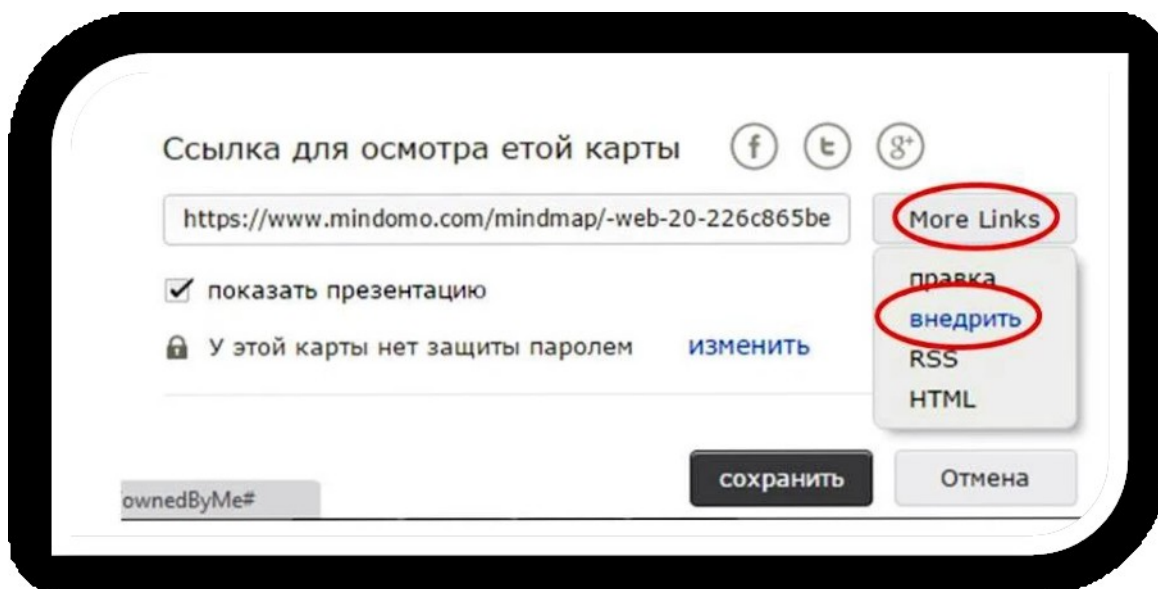 Ссылка для осмотра етой карты f t g+
https://www.mindomo.com/mindmap/-web-20-226c865be More Links
показать презентацию
правка
внедрить
У этой карты нет защиты паролем изменить
RSS
HTML
сохранить Отмена
ownedByMe#